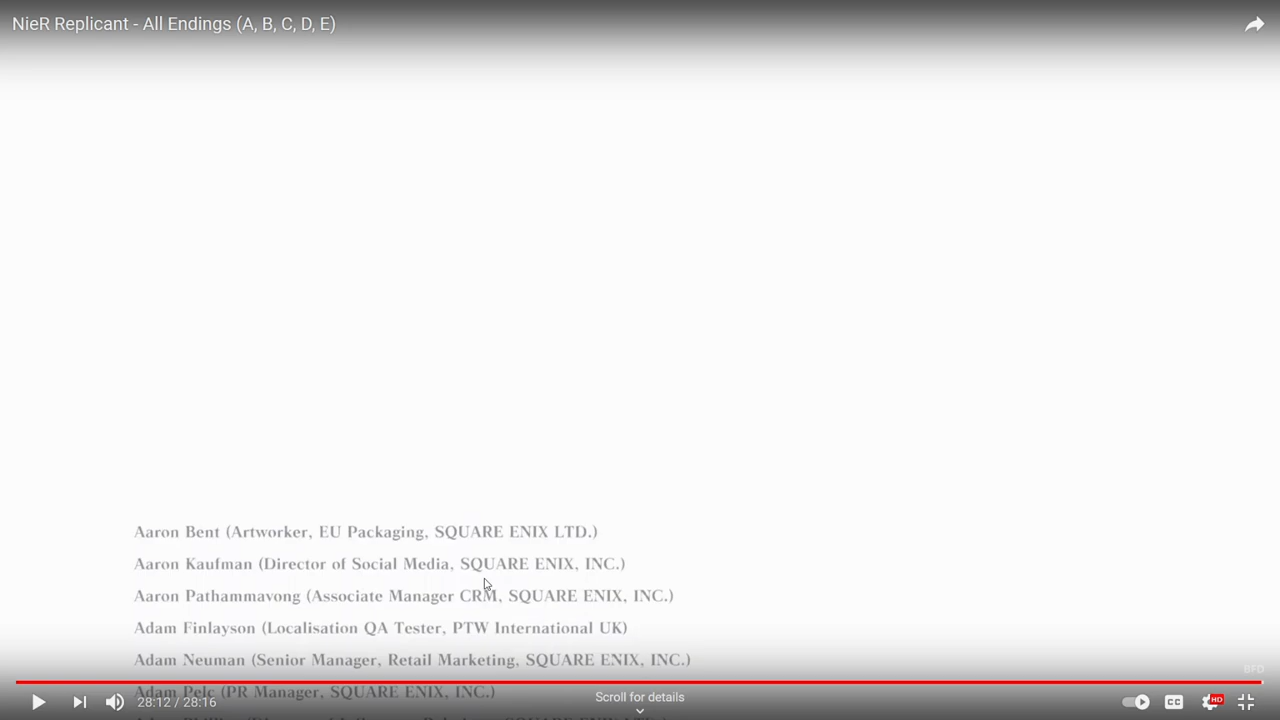 NieR Replicant - All Endings (A, B, C, D, E)
Aaron Bent (Artworker, EU Packaging, SQUARE ENIX LTD.)
Aaron Kaufman (Director of Social Media, SQUARE ENIX, INC.)
Aaron Pathammavong (Associate Manager CRM, SQUARE ENIX, INC.)
Adam Finlayson (Localisation QA Tester, PTW International UK)
Adam Neuman (Senior Manager, Retail Marketing, SQUARE ENIX, INC.)
BFD
Adam Pelc (PR Manager, SQUARE ENIX, INC.)
28:12 / 28:16
Scroll for details
CC
HD